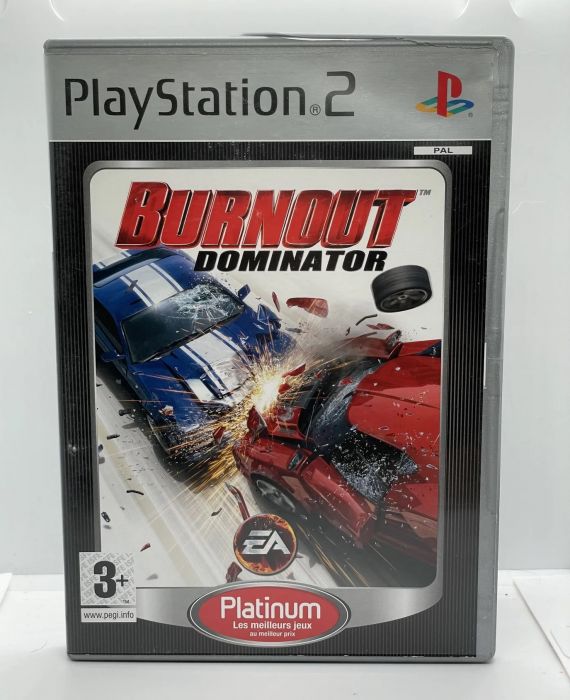 PlayStation®2
PAL
BURNOUT™
DOMINATOR
EA
3+
www.pegi.info
Platinum
Les meilleurs jeux
au meilleur prix